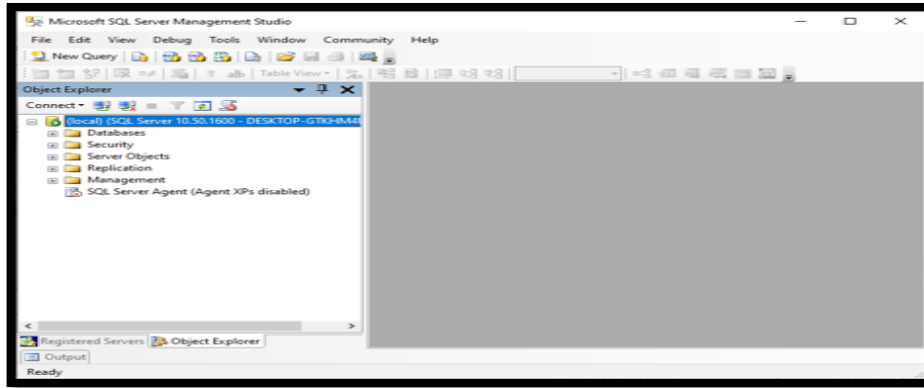 Microsoft SQL Server Management Studio
File Edit View Debug Tools Window Community Help
New Query
Table View
Object Explorer
Connect
(local) (SQL Server 10.50.1600 - DESKTOP-GTKHM4
Databases
Security
Server Objects
Replication
Management
SQL Server Agent (Agent XPs disabled)
Registered Servers Object Explorer
Output
Ready